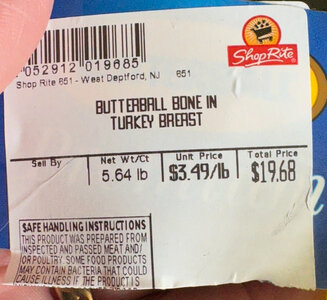 ShopRite
052912 019685
Shop Rite 651 - West Deptford, NJ 651
BUTTERBALL BONE IN
TURKEY BREAST
Sell By Net Wt/Ct Unit Price Total Price
5.64 lb $3.49/lb $19.68
SAFE HANDLING INSTRUCTIONS
THIS PRODUCT WAS PREPARED FROM
INSPECTED AND PASSED MEAT AND/
OR POULTRY. SOME FOOD PRODUCTS
MAY CONTAIN BACTERIA THAT COULD
CAUSE ILLNESS IF THE PRODUCT IS